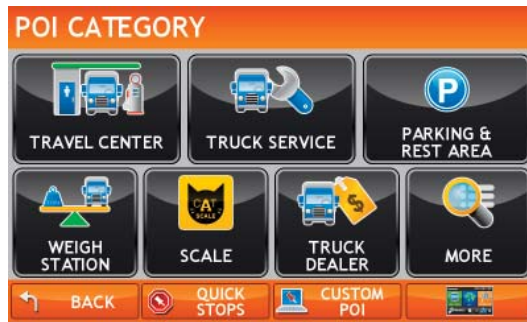 POI CATEGORY
TRAVEL CENTER
TRUCK SERVICE
P
PARKING &
REST AREA
WEIGH
STATION
CAT
SCALE
SCALE
TRUCK
DEALER
$
MORE
BACK
QUICK
STOPS
CUSTOM
POI